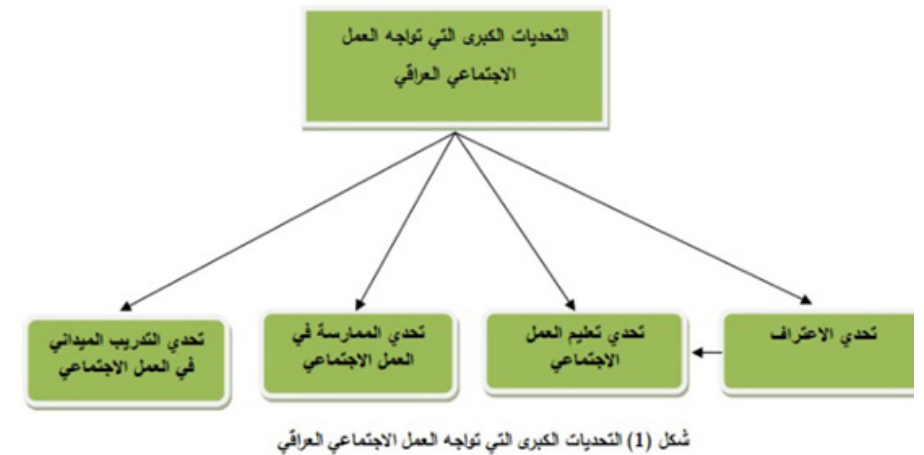 التحديات الكبرى التي تواجه العمل
الاجتماعي العراقي
تحدي الاعتراف
تحدي تعليم العمل
الاجتماعي
تحدي الممارسة في
العمل الاجتماعي
تحدي التدريب الميداني
في العمل الاجتماعي
شكل (1) التحديات الكبرى التي تواجه العمل الاجتماعي العراقي